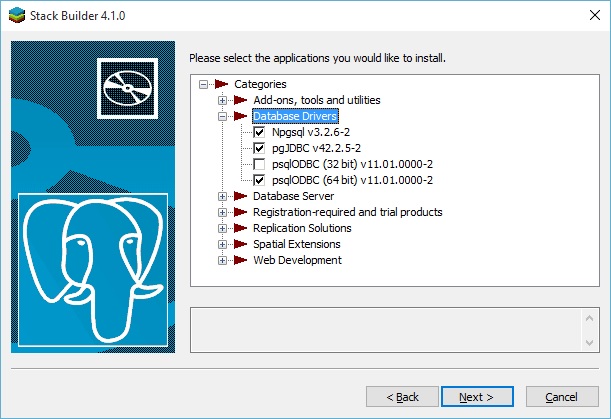 Stack Builder 4.1.0
Please select the applications you would like to install.
Categories
Add-ons, tools and utilities
Database Drivers
Npgsql v3.2.6-2
pgJDBC v42.2.5-2
psqlODBC (32 bit) v11.01.0000-2
psqlODBC (64 bit) v11.01.0000-2
Database Server
Registration-required and trial products
Replication Solutions
Spatial Extensions
Web Development
< Back
Next >
Cancel